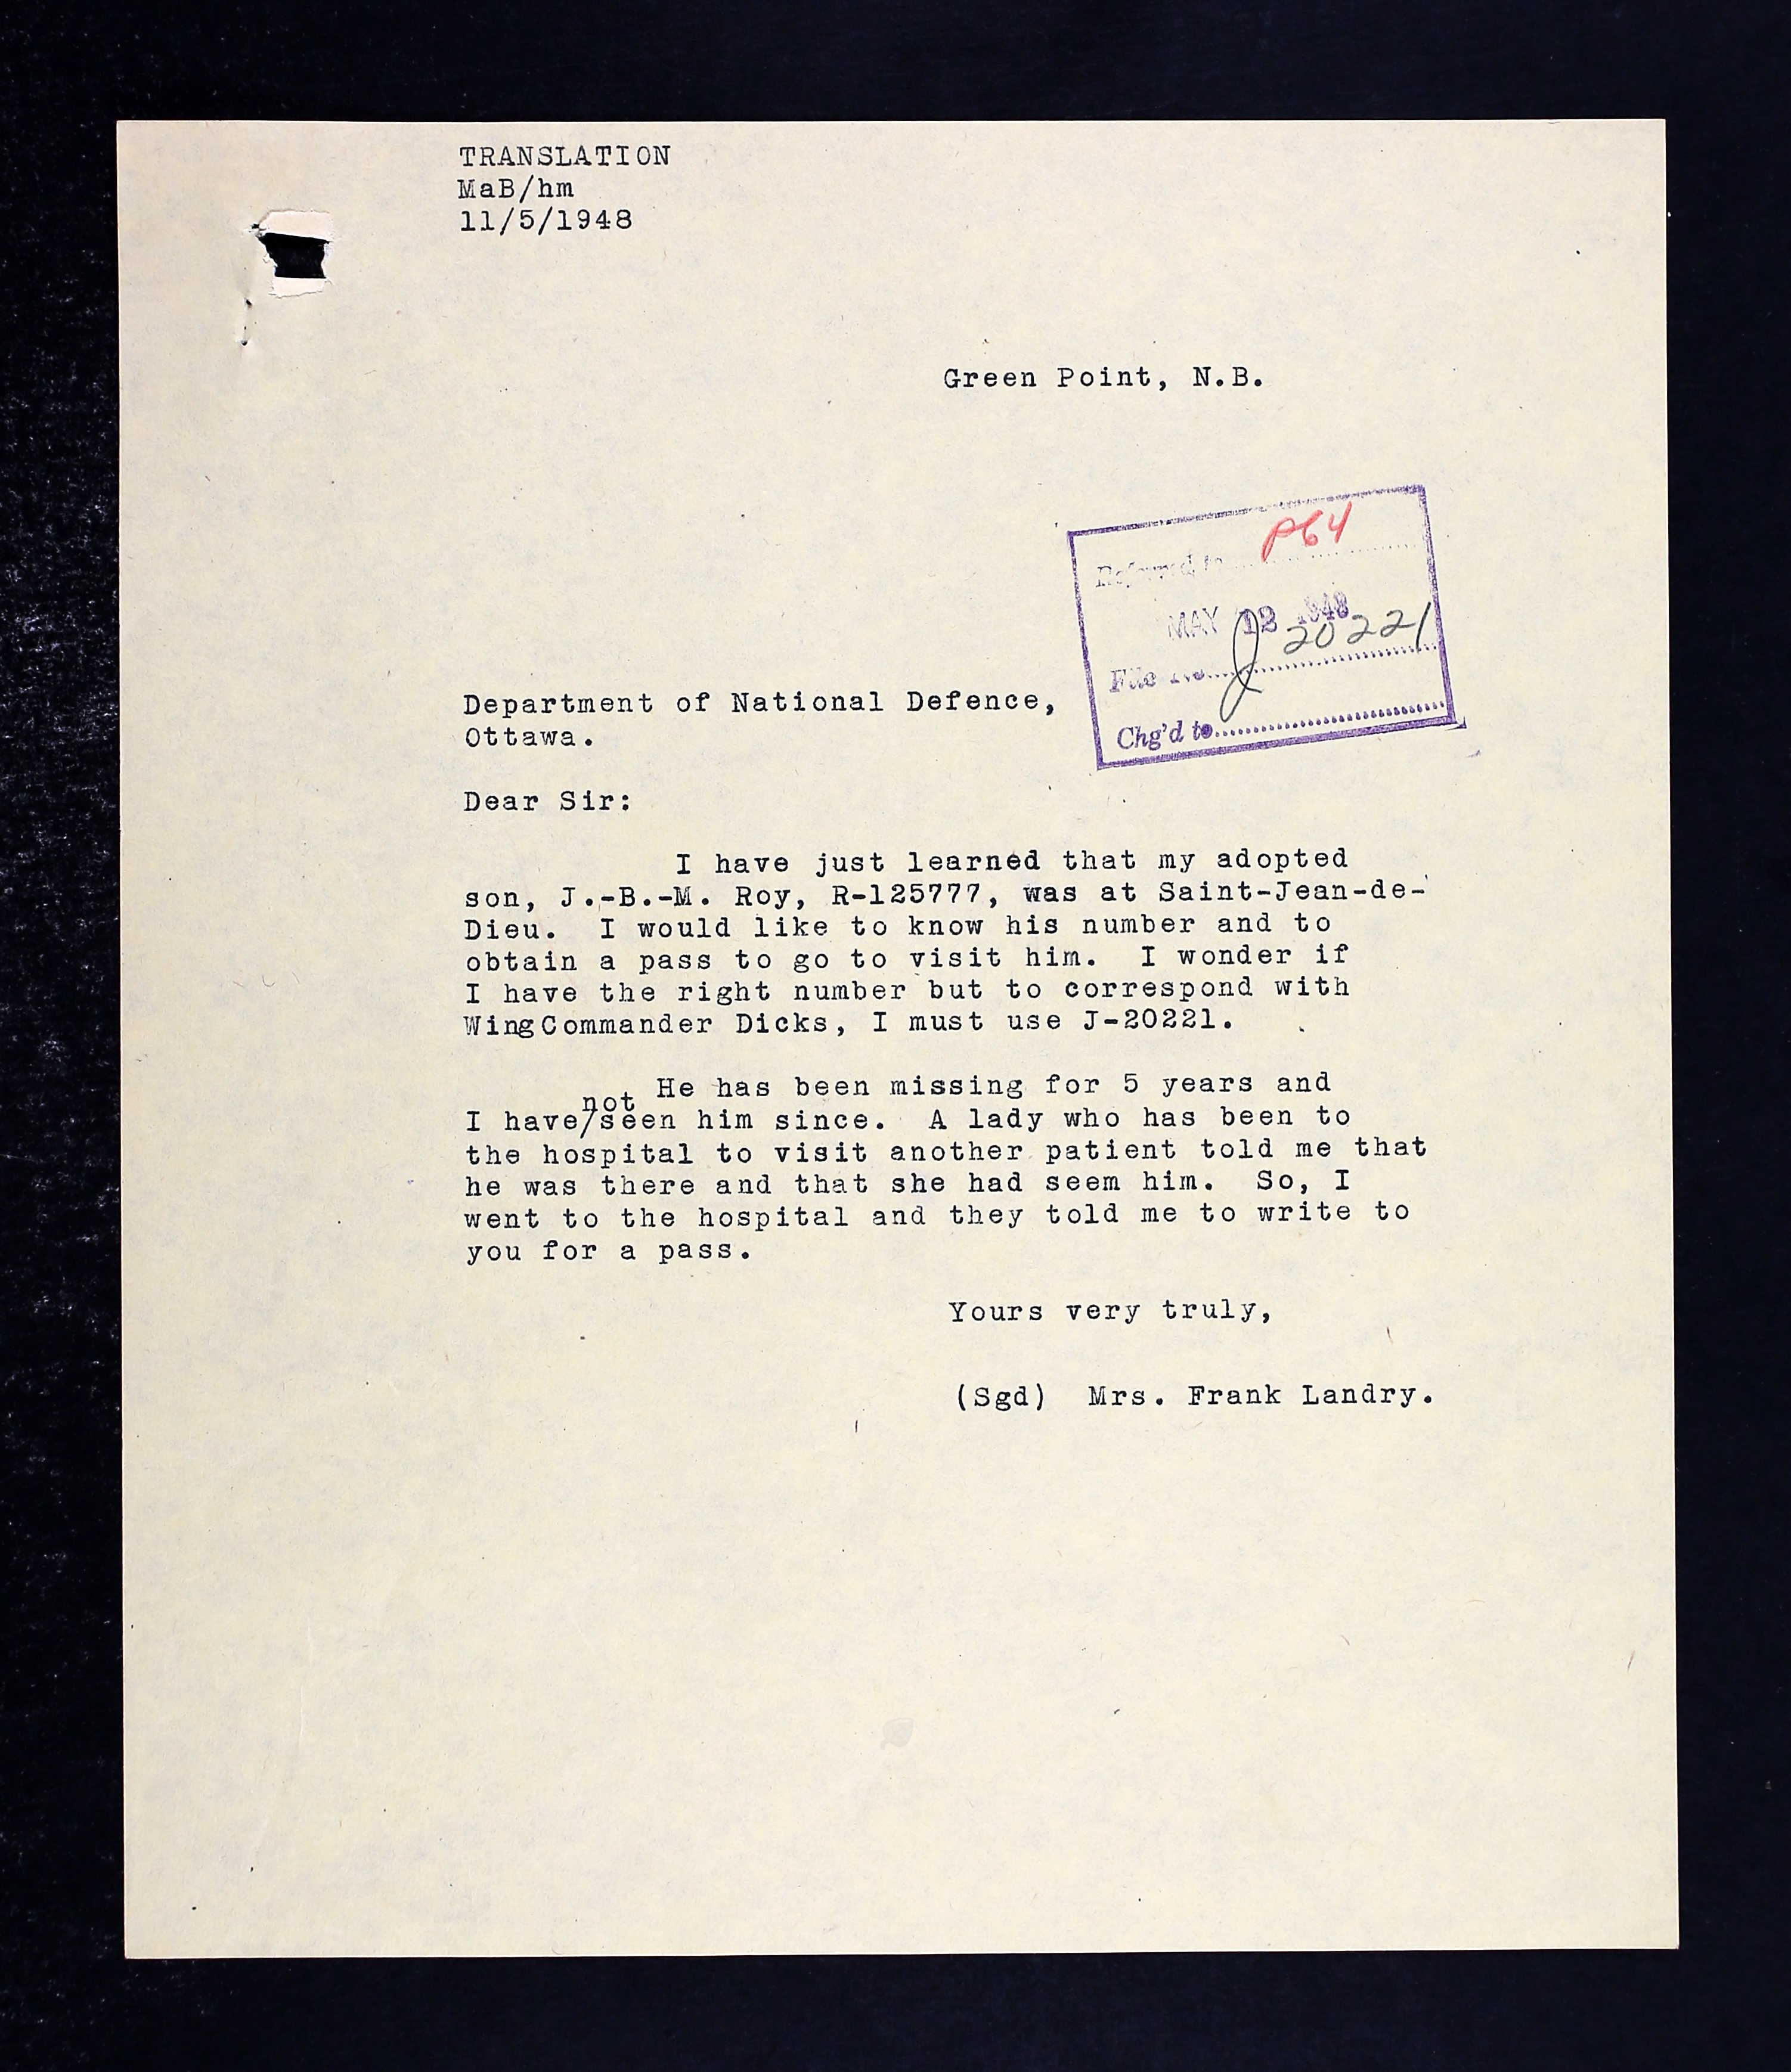 TRANSLATION
MaB/hm
11/5/1948
Green Point, N.B.
Referred to P64
MAY 12 1948
File No. J 20221
Chg'd to
Department of National Defence,
Ottawa.
Dear Sir:
I have just learned that my adopted
son, J.-B.-M. Roy, R-125777, was at Saint-Jean-de-
Dieu. I would like to know his number and to
obtain a pass to go to visit him. I wonder if
I have the right number but to correspond with
WingCommander Dicks, I must use J-20221.
He has been missing for 5 years and
I have/not seen him since. A lady who has been to
the hospital to visit another patient told me that
he was there and that she had seem him. So, I
went to the hospital and they told me to write to
you for a pass.
Yours very truly,
(Sgd) Mrs. Frank Landry.